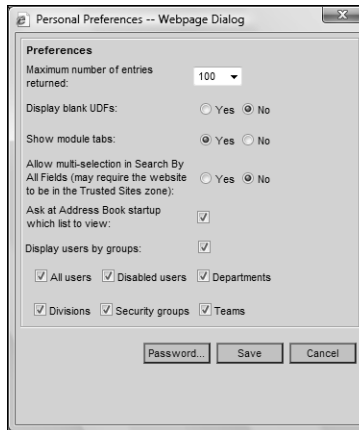 Personal Preferences -- Webpage Dialog
Preferences
Maximum number of entries
returned:
100
Display blank UDFs:
Yes No
Show module tabs:
Yes No
Allow multi-selection in Search By
All Fields (may require the website
to be in the Trusted Sites zone):
Yes No
Ask at Address Book startup
which list to view:
Display users by groups:
All users Disabled users Departments
Divisions Security groups Teams
Password... Save Cancel